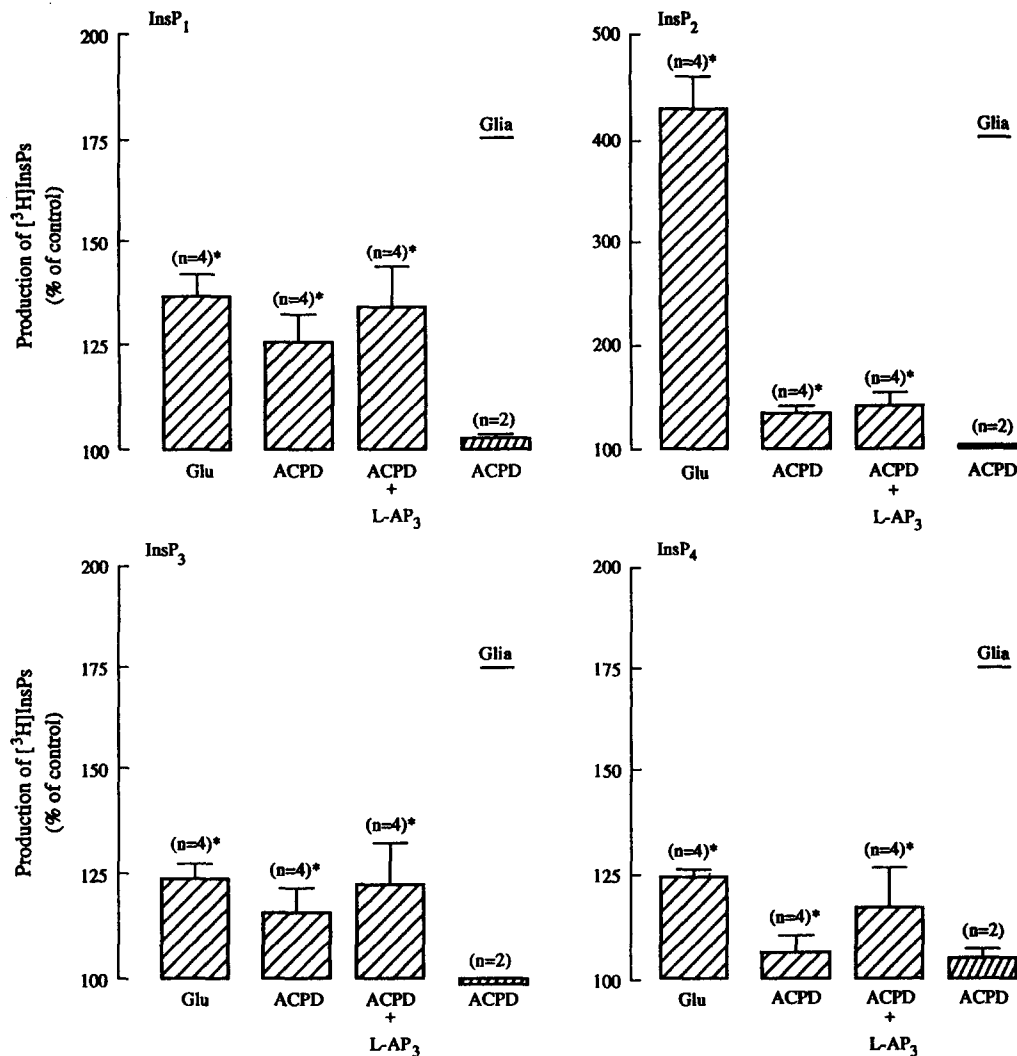 InsP1
200
175
150
125
100
Production of [3H]InsPs
(% of control)
(n=4)*
(n=4)*
(n=4)*
(n=2)
Glia
Glu
ACPD
ACPD
+
L-AP3
ACPD
InsP2
500
400
300
200
100
(n=4)*
(n=4)*
(n=4)*
(n=2)
Glia
Glu
ACPD
ACPD
+
L-AP3
ACPD
InsP3
200
175
150
125
100
Production of [3H]InsPs
(% of control)
(n=4)*
(n=4)*
(n=4)*
(n=2)
Glia
Glu
ACPD
ACPD
+
L-AP3
ACPD
InsP4
200
175
150
125
100
(n=4)*
(n=4)*
(n=4)*
(n=2)
Glia
Glu
ACPD
ACPD
+
L-AP3
ACPD